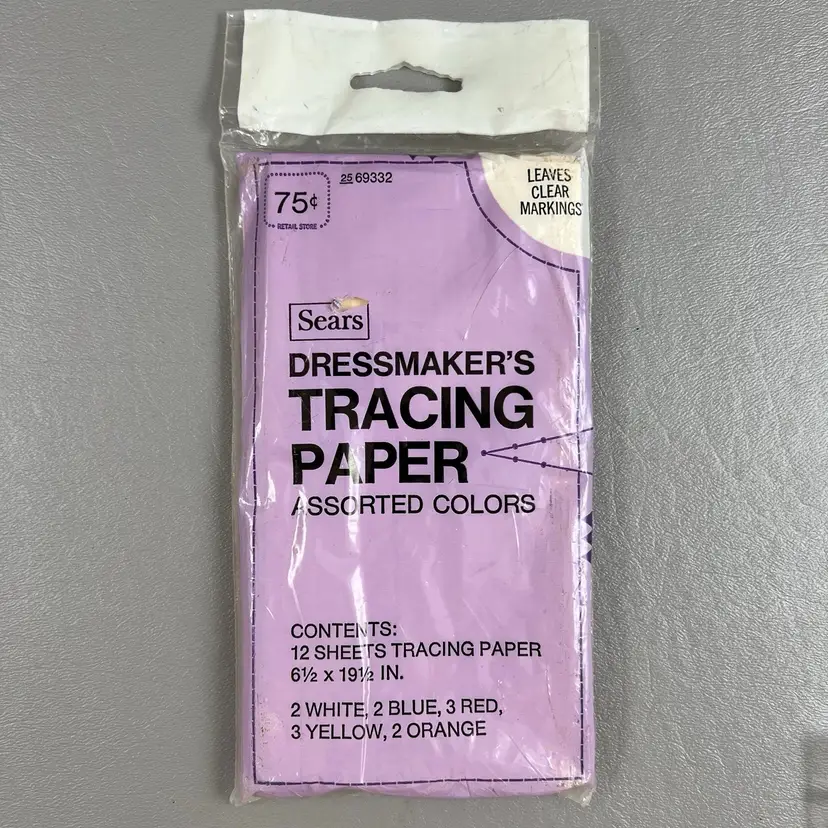 75¢
RETAIL STORE
25 69332
LEAVES
CLEAR
MARKINGS
Sears
DRESSMAKER'S
TRACING
PAPER
ASSORTED COLORS
CONTENTS:
12 SHEETS TRACING PAPER
6½ x 19½ IN.
2 WHITE, 2 BLUE, 3 RED,
3 YELLOW, 2 ORANGE